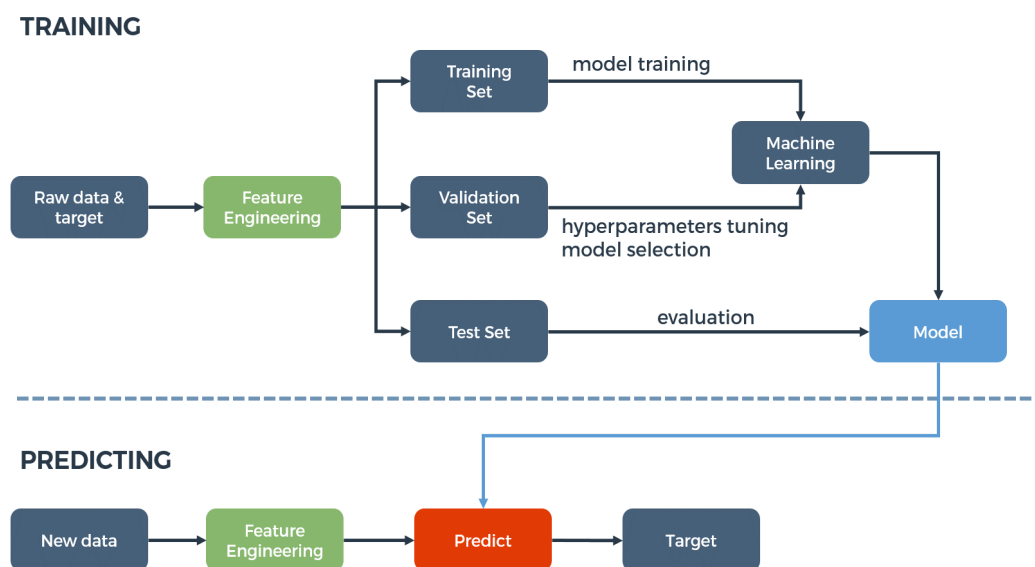 TRAINING
Training
Set
model training
Machine
Learning
Raw data &
target
Feature
Engineering
Validation
Set
hyperparameters tuning
model selection
Test Set
evaluation
Model
PREDICTING
New data
Feature
Engineering
Predict
Target